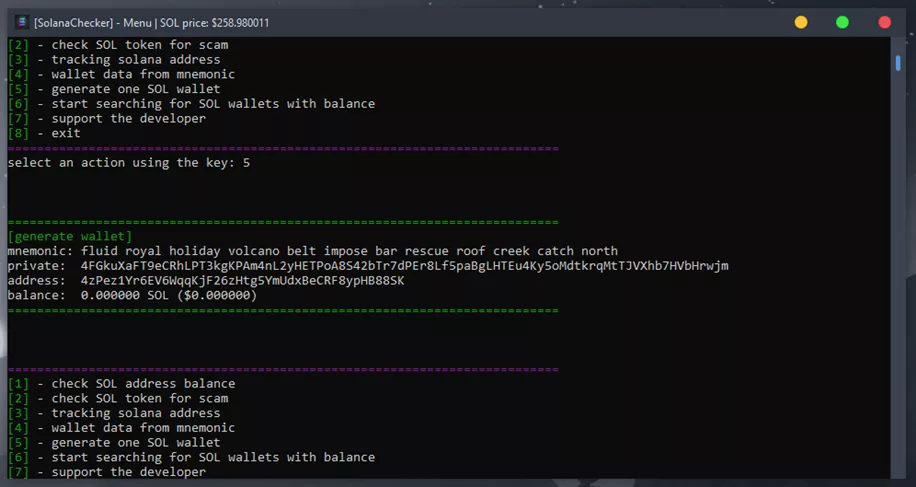 [SolanaChecker] - Menu | SOL price: $258.980011
[2] - check SOL token for scam
[3] - tracking solana address
[4] - wallet data from mnemonic
[5] - generate one SOL wallet
[6] - start searching for SOL wallets with balance
[7] - support the developer
[8] - exit
===========================================================================
select an action using the key: 5
===========================================================================
[generate wallet]
mnemonic: fluid royal holiday volcano belt impose bar rescue roof creek catch north
private:  4FGkuXaFT9eCRhLPT3kgKPAm4nL2yHETPoA8S42bTr7dPEr8Lf5paBgLHTEu4Ky5oMdtkrqMtTJVXhb7HVbHrwjm
address:  4zPez1Yr6EV6WqqKjF26zHtg5YmUdxBeCRF8ypHB88SK
balance:  0.000000 SOL ($0.000000)
===========================================================================
===========================================================================
[1] - check SOL address balance
[2] - check SOL token for scam
[3] - tracking solana address
[4] - wallet data from mnemonic
[5] - generate one SOL wallet
[6] - start searching for SOL wallets with balance
[7] - support the developer